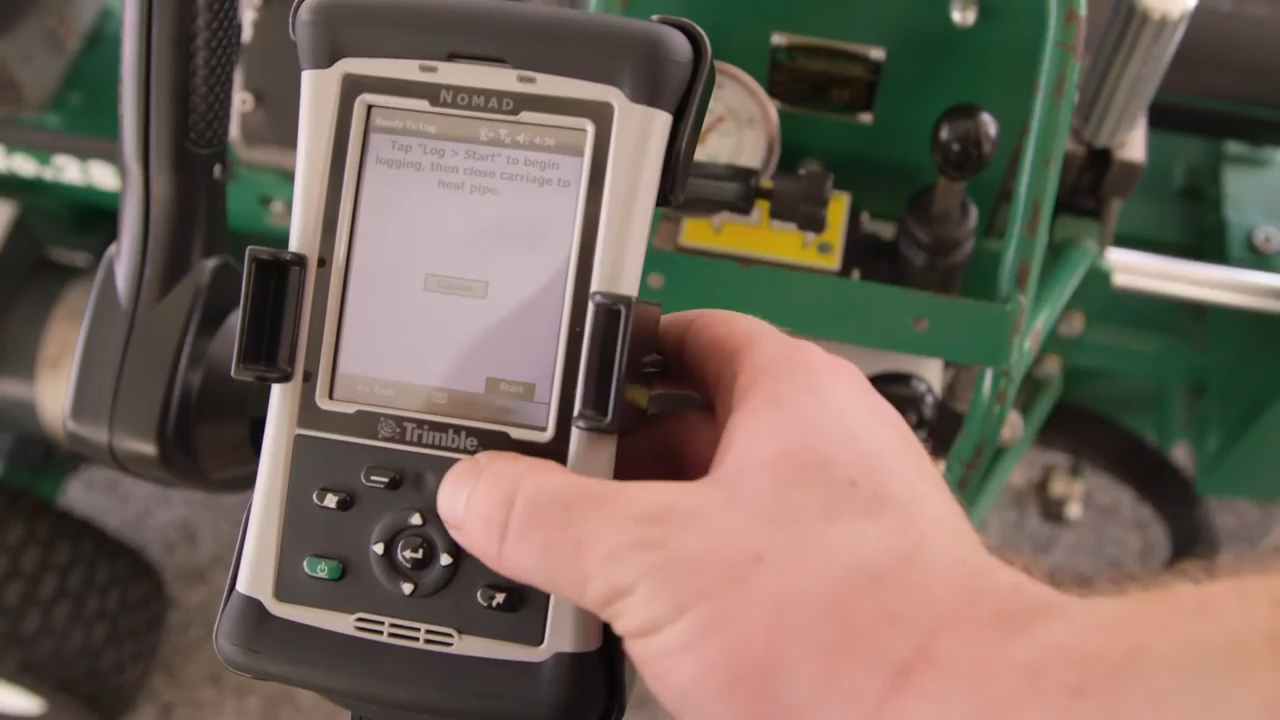 NOMAD
Ready To Log
4:36
Tap "Log > Start" to begin
logging, then close carriage to
heat pipe.
Start
Trimble